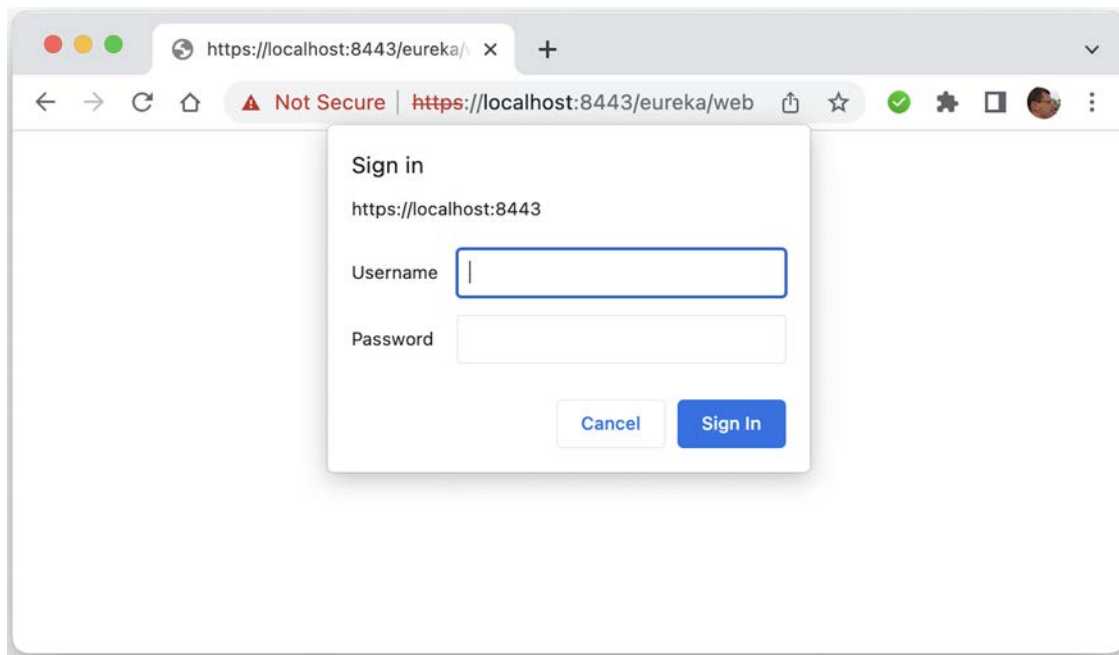 https://localhost:8443/eureka/
Not Secure | https://localhost:8443/eureka/web
Sign in
https://localhost:8443
Username
Password
Cancel Sign In